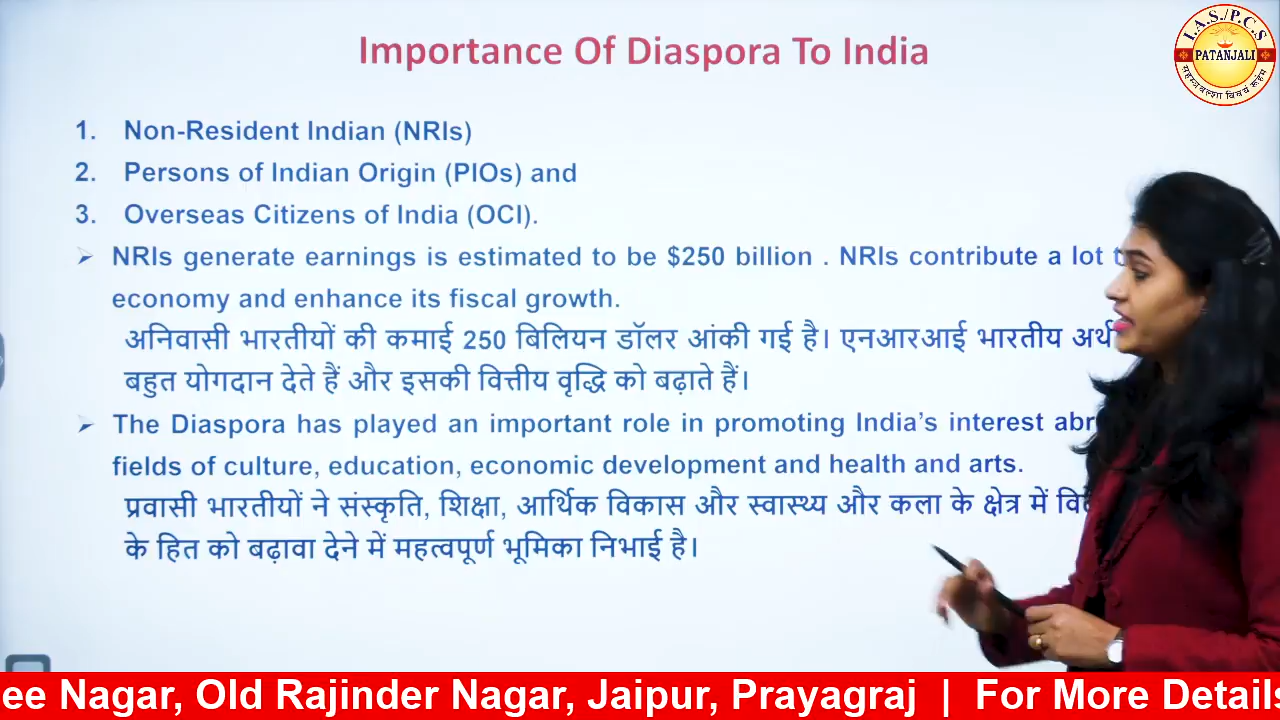 Importance Of Diaspora To India
I.A.S./P.C.S
PATANJALI
1. Non-Resident Indian (NRIs)
2. Persons of Indian Origin (PIOs) and
3. Overseas Citizens of India (OCI).
➢ NRIs generate earnings is estimated to be $250 billion . NRIs contribute a lot
economy and enhance its fiscal growth.
अनिवासी भारतीयों की कमाई 250 बिलियन डॉलर आंकी गई है। एनआरआई भारतीय
बहुत योगदान देते हैं और इसकी वित्तीय वृद्धि को बढ़ाते हैं।
➢ The Diaspora has played an important role in promoting India's interest
fields of culture, education, economic development and health and arts.
प्रवासी भारतीयों ने संस्कृति, शिक्षा, आर्थिक विकास और स्वास्थ्य और कला के क्षेत्र में
के हित को बढ़ावा देने में महत्वपूर्ण भूमिका निभाई है।
Nagar, Old Rajinder Nagar, Jaipur, Prayagraj | For More Details